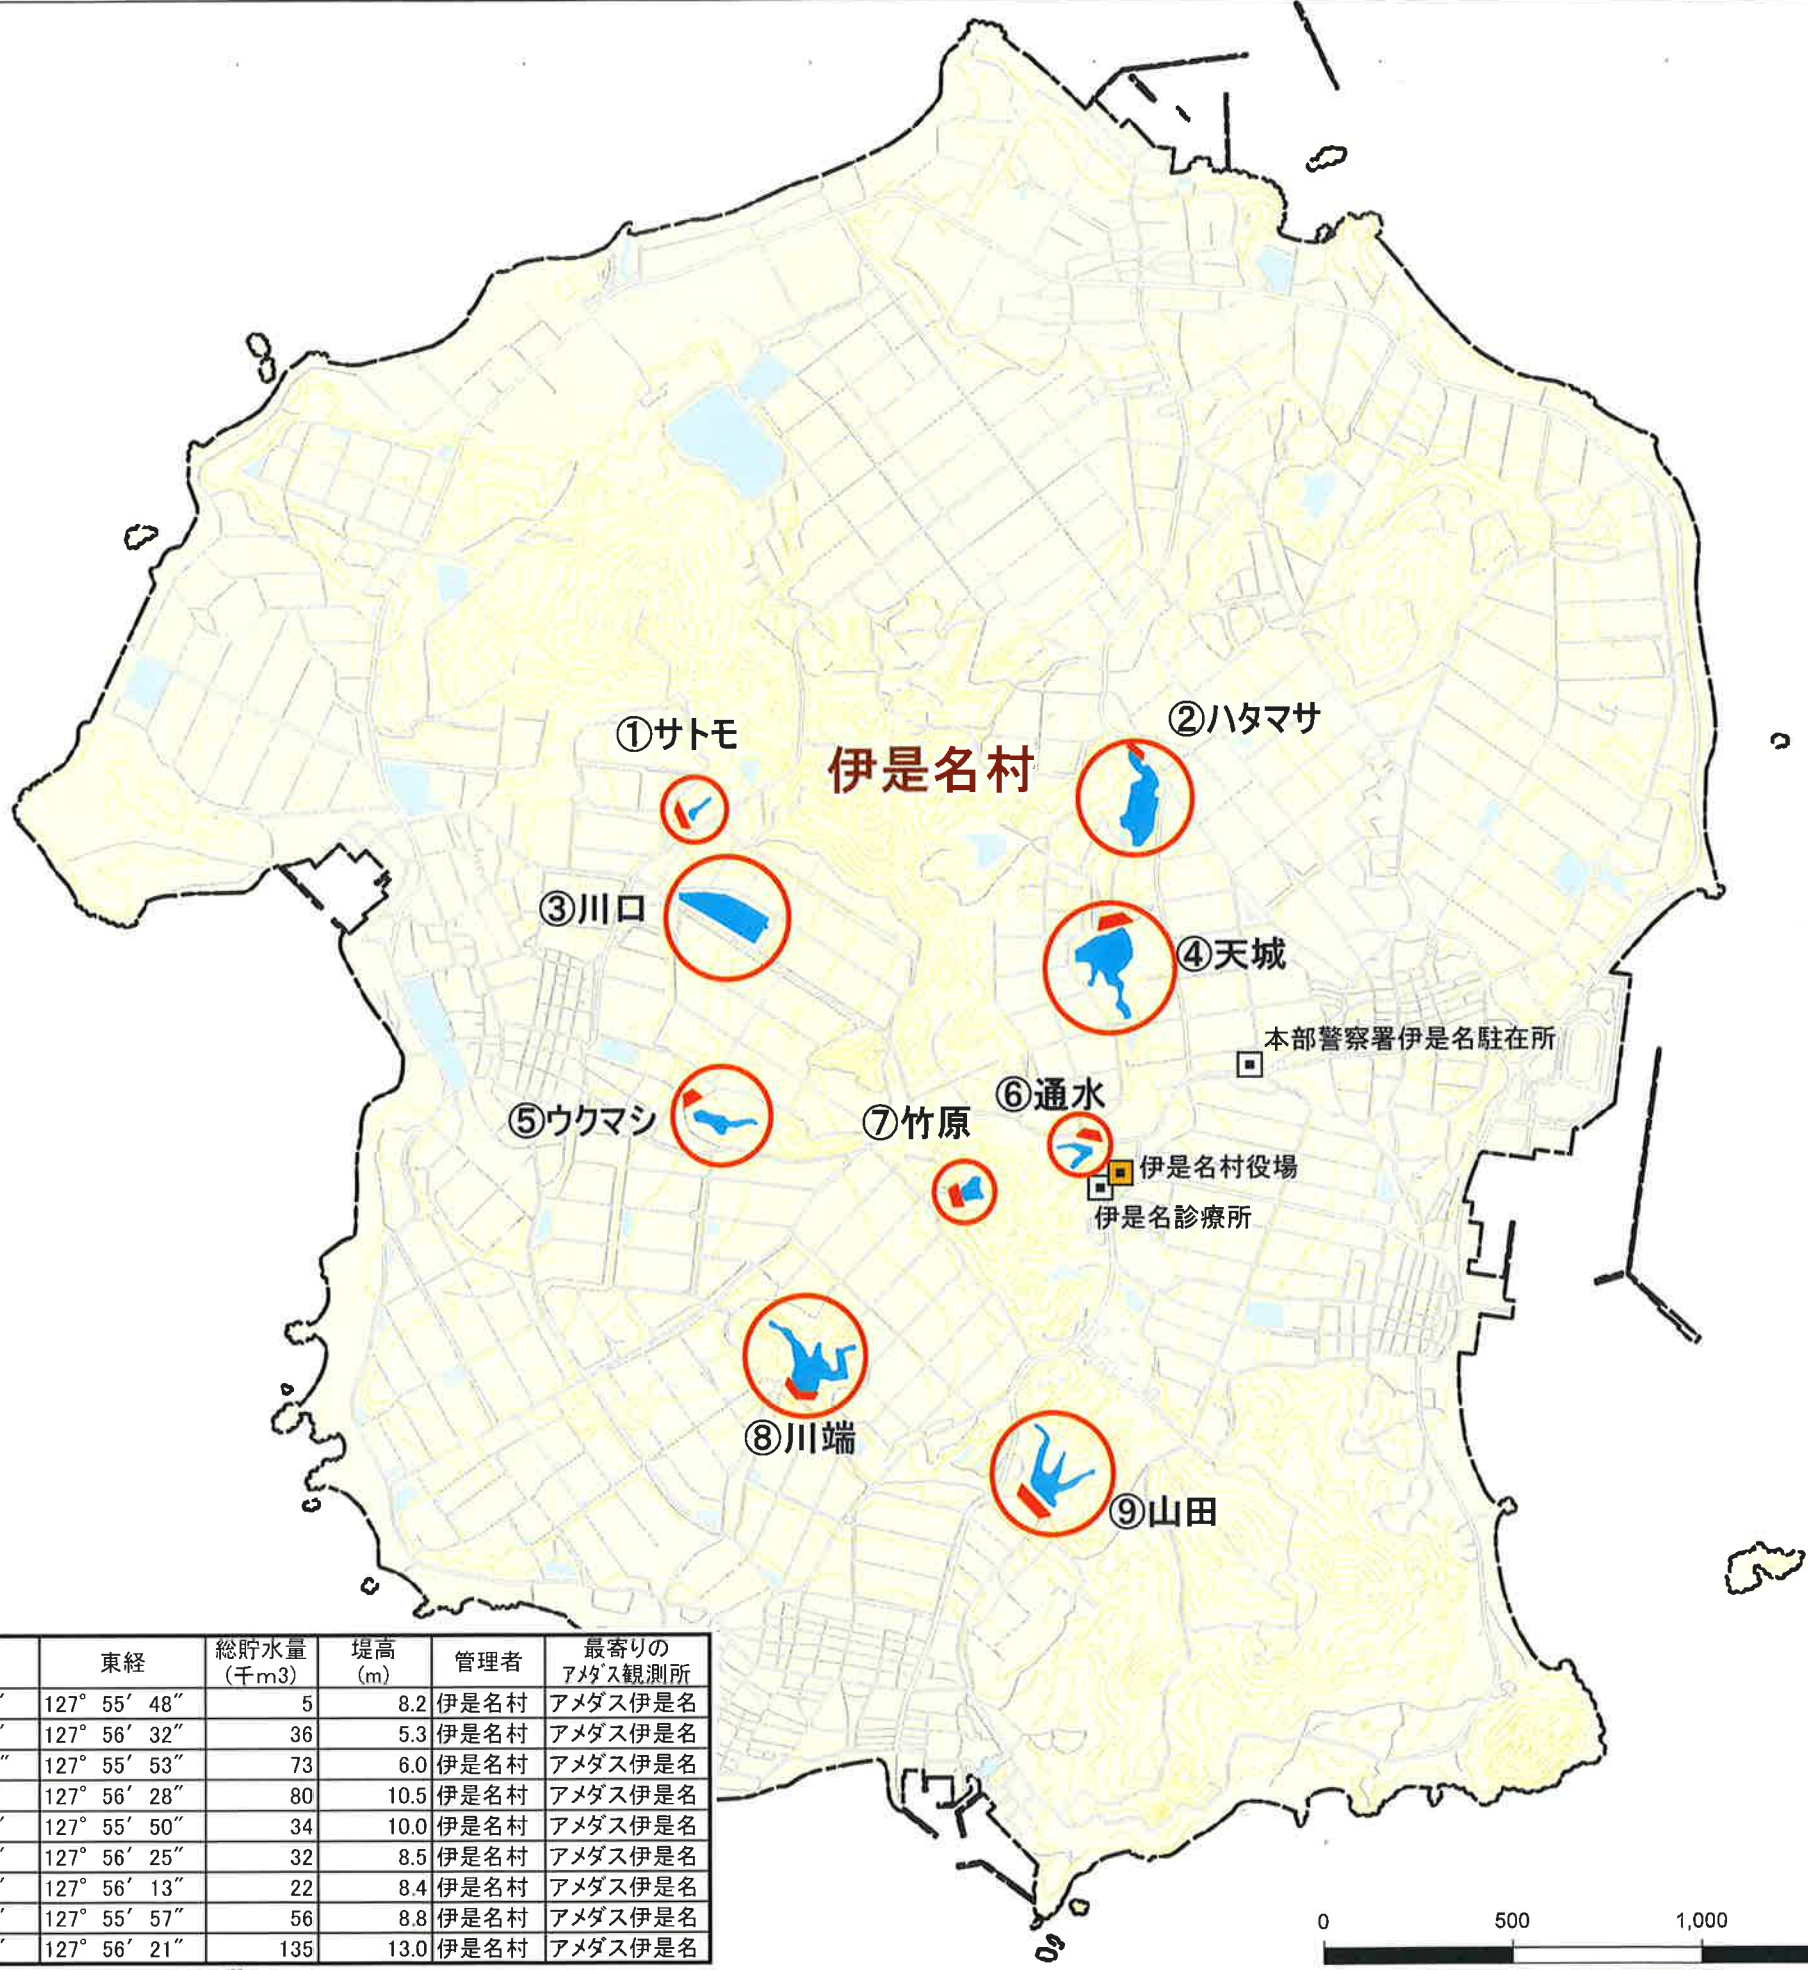 ①サトモ
②ハタマサ
伊是名村
③川口
④天城
本部警察署伊是名駐在所
⑤ウクマシ
⑦竹原
⑥通水
伊是名村役場
伊是名診療所
⑧川端
⑨山田
東経 総貯水量(千m3) 堤高(m) 管理者 最寄りのアメダス観測所
127° 55′ 48″ 5 8.2 伊是名村 アメダス伊是名
127° 56′ 32″ 36 5.3 伊是名村 アメダス伊是名
127° 55′ 53″ 73 6.0 伊是名村 アメダス伊是名
127° 56′ 28″ 80 10.5 伊是名村 アメダス伊是名
127° 55′ 50″ 34 10.0 伊是名村 アメダス伊是名
127° 56′ 25″ 32 8.5 伊是名村 アメダス伊是名
127° 56′ 13″ 22 8.4 伊是名村 アメダス伊是名
127° 55′ 57″ 56 8.8 伊是名村 アメダス伊是名
127° 56′ 21″ 135 13.0 伊是名村 アメダス伊是名
0 500 1,000